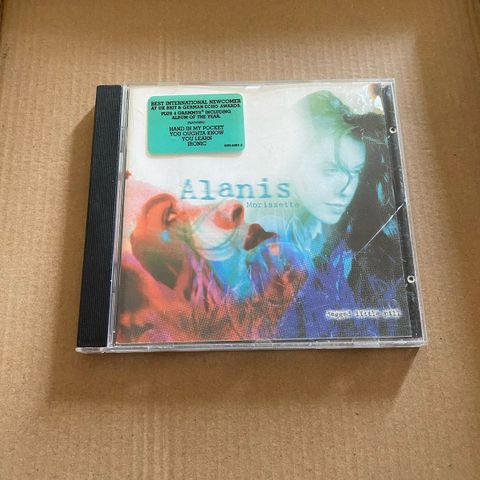 BEST INTERNATIONAL NEWCOMER
AT UK BRIT & GERMAN ECHO AWARDS.
PLUS 4 GRAMMYS® INCLUDING
ALBUM OF THE YEAR.
FEATURING:
HAND IN MY POCKET
YOU OUGHTA KNOW
YOU LEARN
IRONIC
Alanis
Morissette
jagged little pill